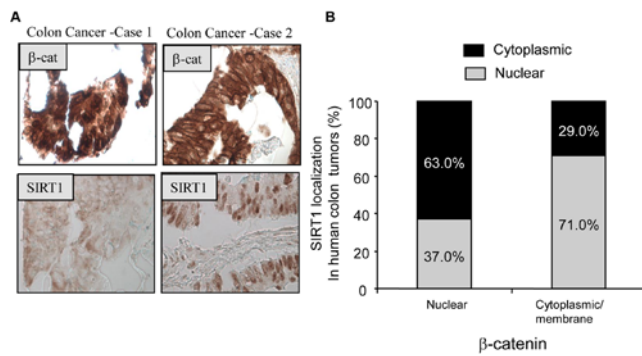 A
Colon Cancer -Case 1
Colon Cancer -Case 2
β-cat
β-cat
SIRT1
SIRT1
B
Cytoplasmic
Nuclear
SIRT1 localization
In human colon tumors (%)
100
80
60
40
20
0
63.0%
37.0%
29.0%
71.0%
Nuclear
Cytoplasmic/
membrane
β-catenin